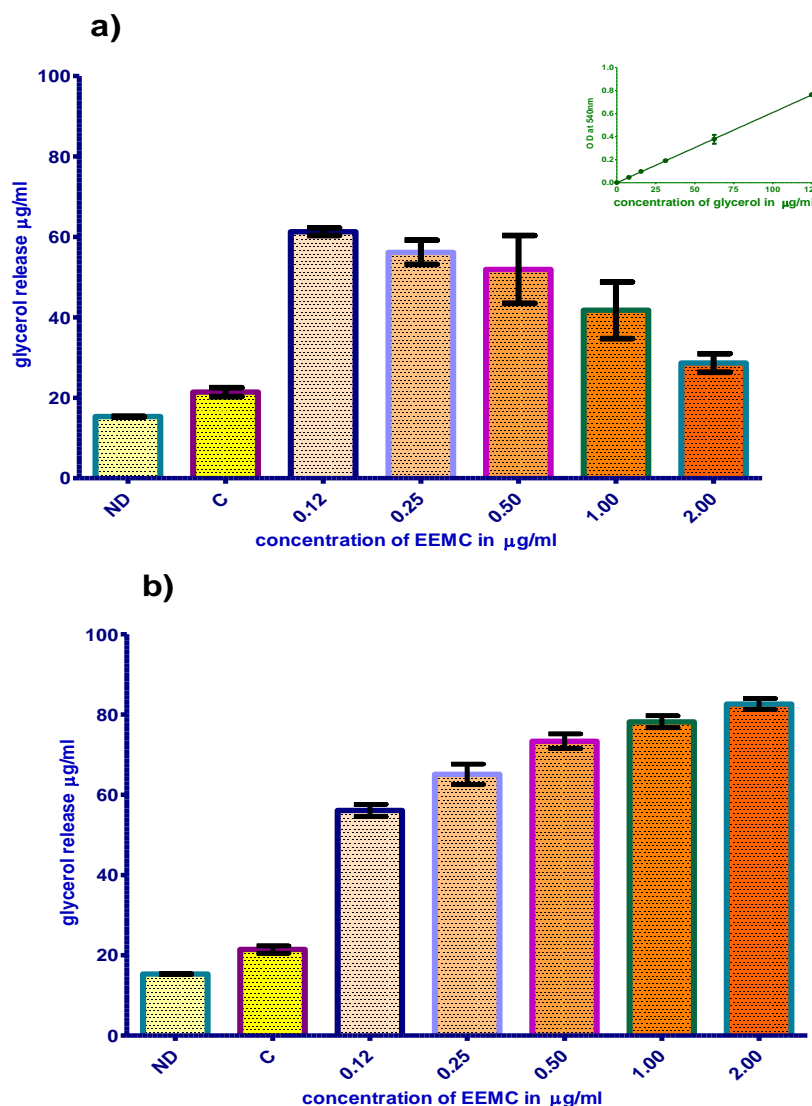 a)
100
80
60
40
20
0
glycerol release µg/ml
ND
C
0.12
0.25
0.50
1.00
2.00
concentration of EEMC in µg/ml
1.0
0.8
0.6
0.4
0.2
0.0
O D at 540nm
0
25
50
75
100
125
concentration of glycerol in µg/ml
b)
100
80
60
40
20
0
glycerol release µg/ml
ND
C
0.12
0.25
0.50
1.00
2.00
concentration of EEMC in µg/ml